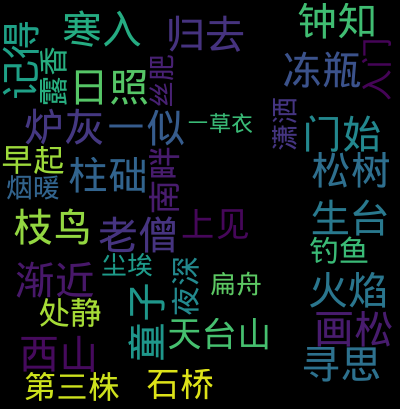 寒入
归去
钟知
记得
露香
日照
丝肥
冻瓶
入门
炉灰
一似
一草衣
潇洒
门始
早起
烟暖
柱础
南畔
松树
枝鸟
老僧
上见
生台
钓鱼
尘埃
渐近
夜深
扁舟
火焰
处静
童子
天台山
画松
西山
寻思
第三株
石桥